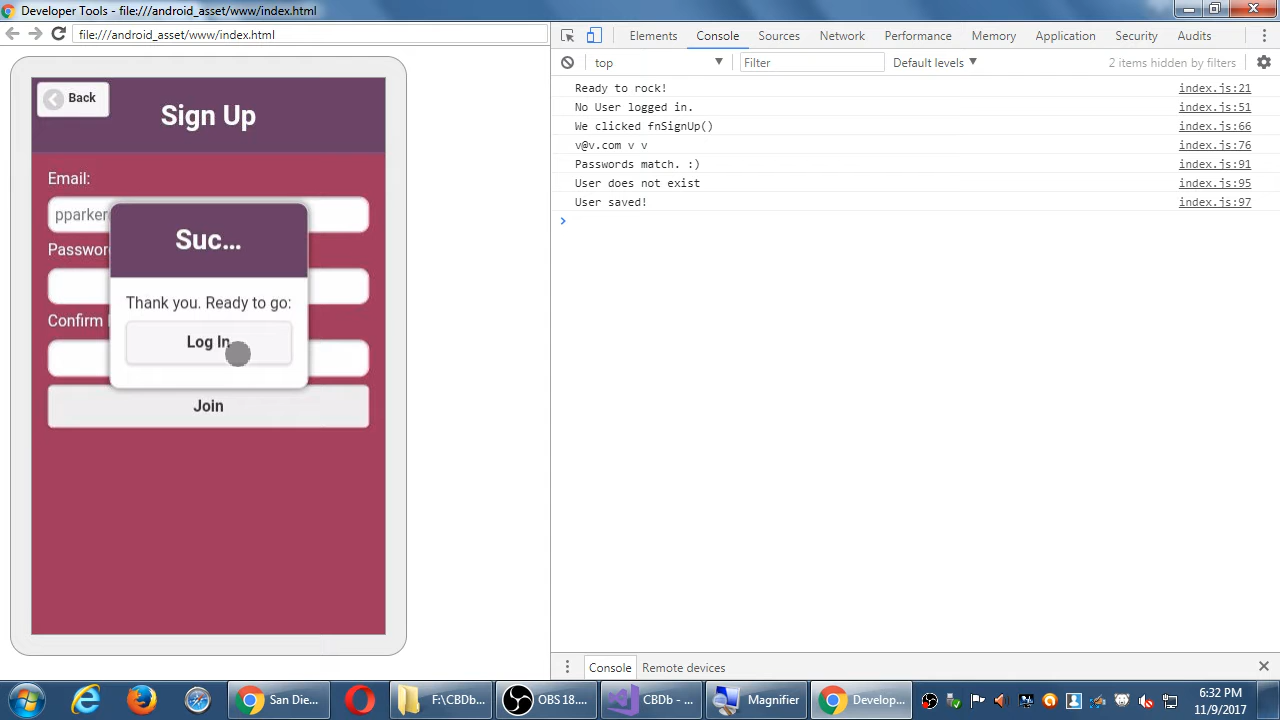 Developer Tools - file:///android_asset/www/index.html
file:///android_asset/www/index.html
Elements Console Sources Network Performance Memory Application Security Audits
top Filter Default levels 2 items hidden by filters
Back
Sign Up
Email:
pparker
Suc...
Thank you. Ready to go:
Log In
Join
Ready to rock! index.js:21
No User logged in. index.js:51
We clicked fnSignUp() index.js:66
v@v.com v v index.js:76
Passwords match. :) index.js:91
User does not exist index.js:95
User saved! index.js:97
Console Remote devices
San Die... F:\CBDb... OBS 18.... CBDb - ... Magnifier Develop...
6:32 PM
11/9/2017